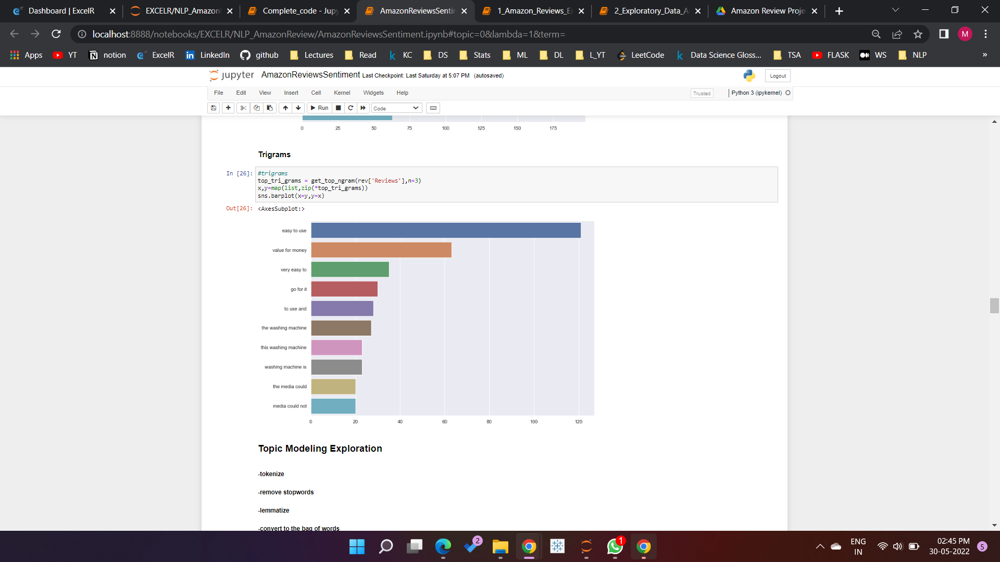 Dashboard | ExcelR
EXCELR/NLP_Amazon
Complete_code - Jup
AmazonReviewsSenti
1_Amazon_Reviews_E
2_Exploratory_Data_A
Amazon Review Proje
localhost:8888/notebooks/EXCELR/NLP_AmazonReview/AmazonReviewsSentiment.ipynb#topic=0&lambda=1&term=
M
Apps YT notion ExcelR LinkedIn github Lectures Read KC DS Stats ML DL L_YT LeetCode Data Science Gloss... TSA FLASK WS NLP »
jupyter AmazonReviewsSentiment Last Checkpoint: Last Saturday at 5:07 PM (autosaved)
Logout
File Edit View Insert Cell Kernel Widgets Help
Trusted
Python 3 (ipykernel)
Run
Code
0 25 50 75 100 125 150 175
Trigrams
In [26]:
#trigrams
top_tri_grams = get_top_ngram(rev['Reviews'],n=3)
x,y=map(list,zip(*top_tri_grams))
sns.barplot(x=y,y=x)
Out[26]: <AxesSubplot:>
easy to use
value for money
very easy to
go for it
to use and
the washing machine
this washing machine
washing machine is
the media could
media could not
0 20 40 60 80 100 120
Topic Modeling Exploration
-tokenize
-remove stopwords
-lemmatize
-convert to the bag of words
2
1
ENG
IN
02:45 PM
30-05-2022
5